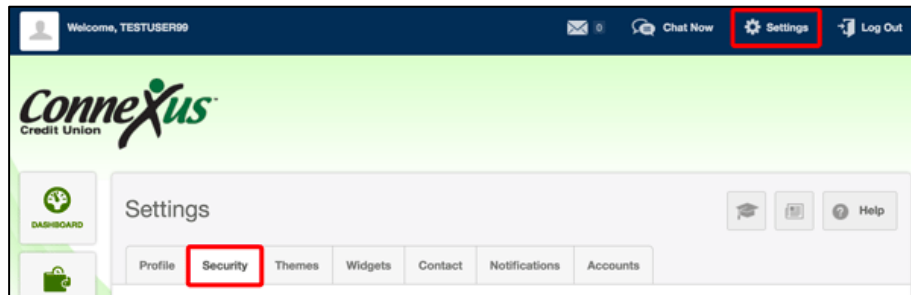 Welcome, TESTUSER99
0
Chat Now
Settings
Log Out
Connexus
Credit Union
DASHBOARD
Settings
Help
Profile
Security
Themes
Widgets
Contact
Notifications
Accounts